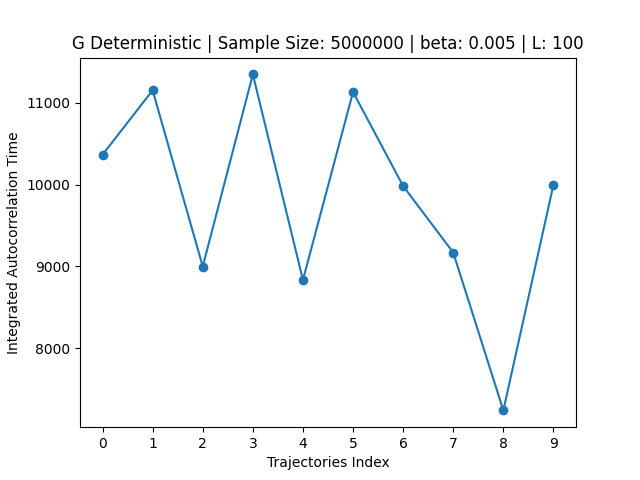 G Deterministic | Sample Size: 5000000 | beta: 0.005 | L: 100
Integrated Autocorrelation Time
11000
10000
9000
8000
0 1 2 3 4 5 6 7 8 9
Trajectories Index